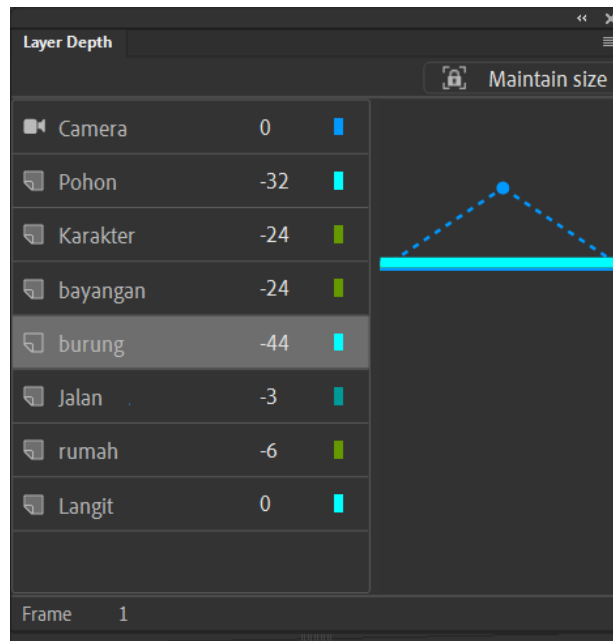 Layer Depth
Maintain size
Camera 0
Pohon -32
Karakter -24
bayangan -24
burung -44
Jalan -3
rumah -6
Langit 0
Frame 1